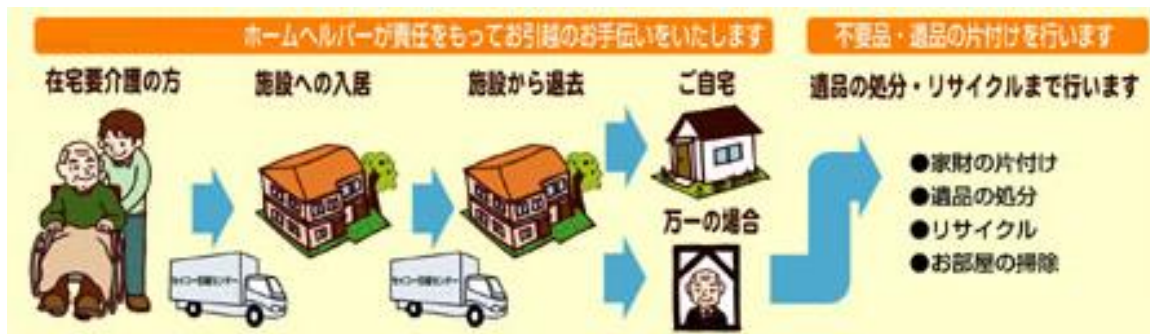 ホームヘルパーが責任をもってお引越のお手伝いをいたします
不要品・遺品の片付けを行います
在宅要介護の方
施設への入居
施設から退去
ご自宅
遺品の処分・リサイクルまで行います
●家財の片付け
●遺品の処分
●リサイクル
●お部屋の掃除
万一の場合